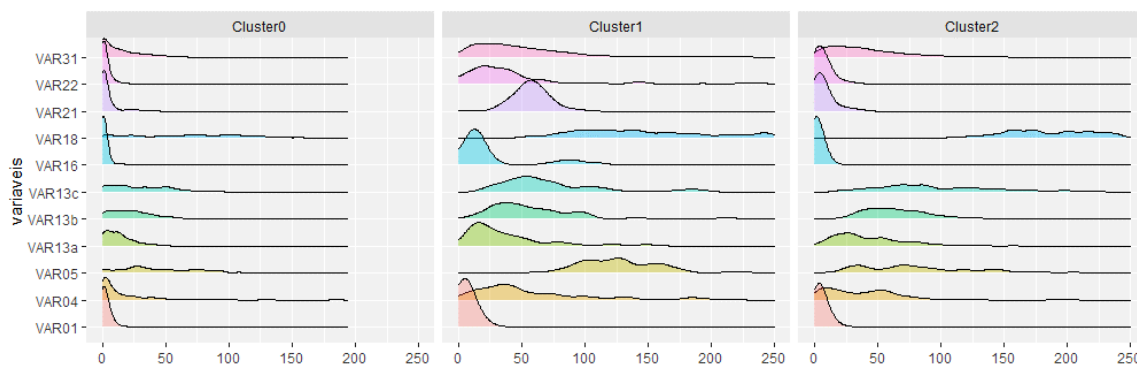 Cluster0 Cluster1 Cluster2
variaveis
VAR31
VAR22
VAR21
VAR18
VAR16
VAR13c
VAR13b
VAR13a
VAR05
VAR04
VAR01
0 50 100 150 200 250 0 50 100 150 200 250 0 50 100 150 200 250